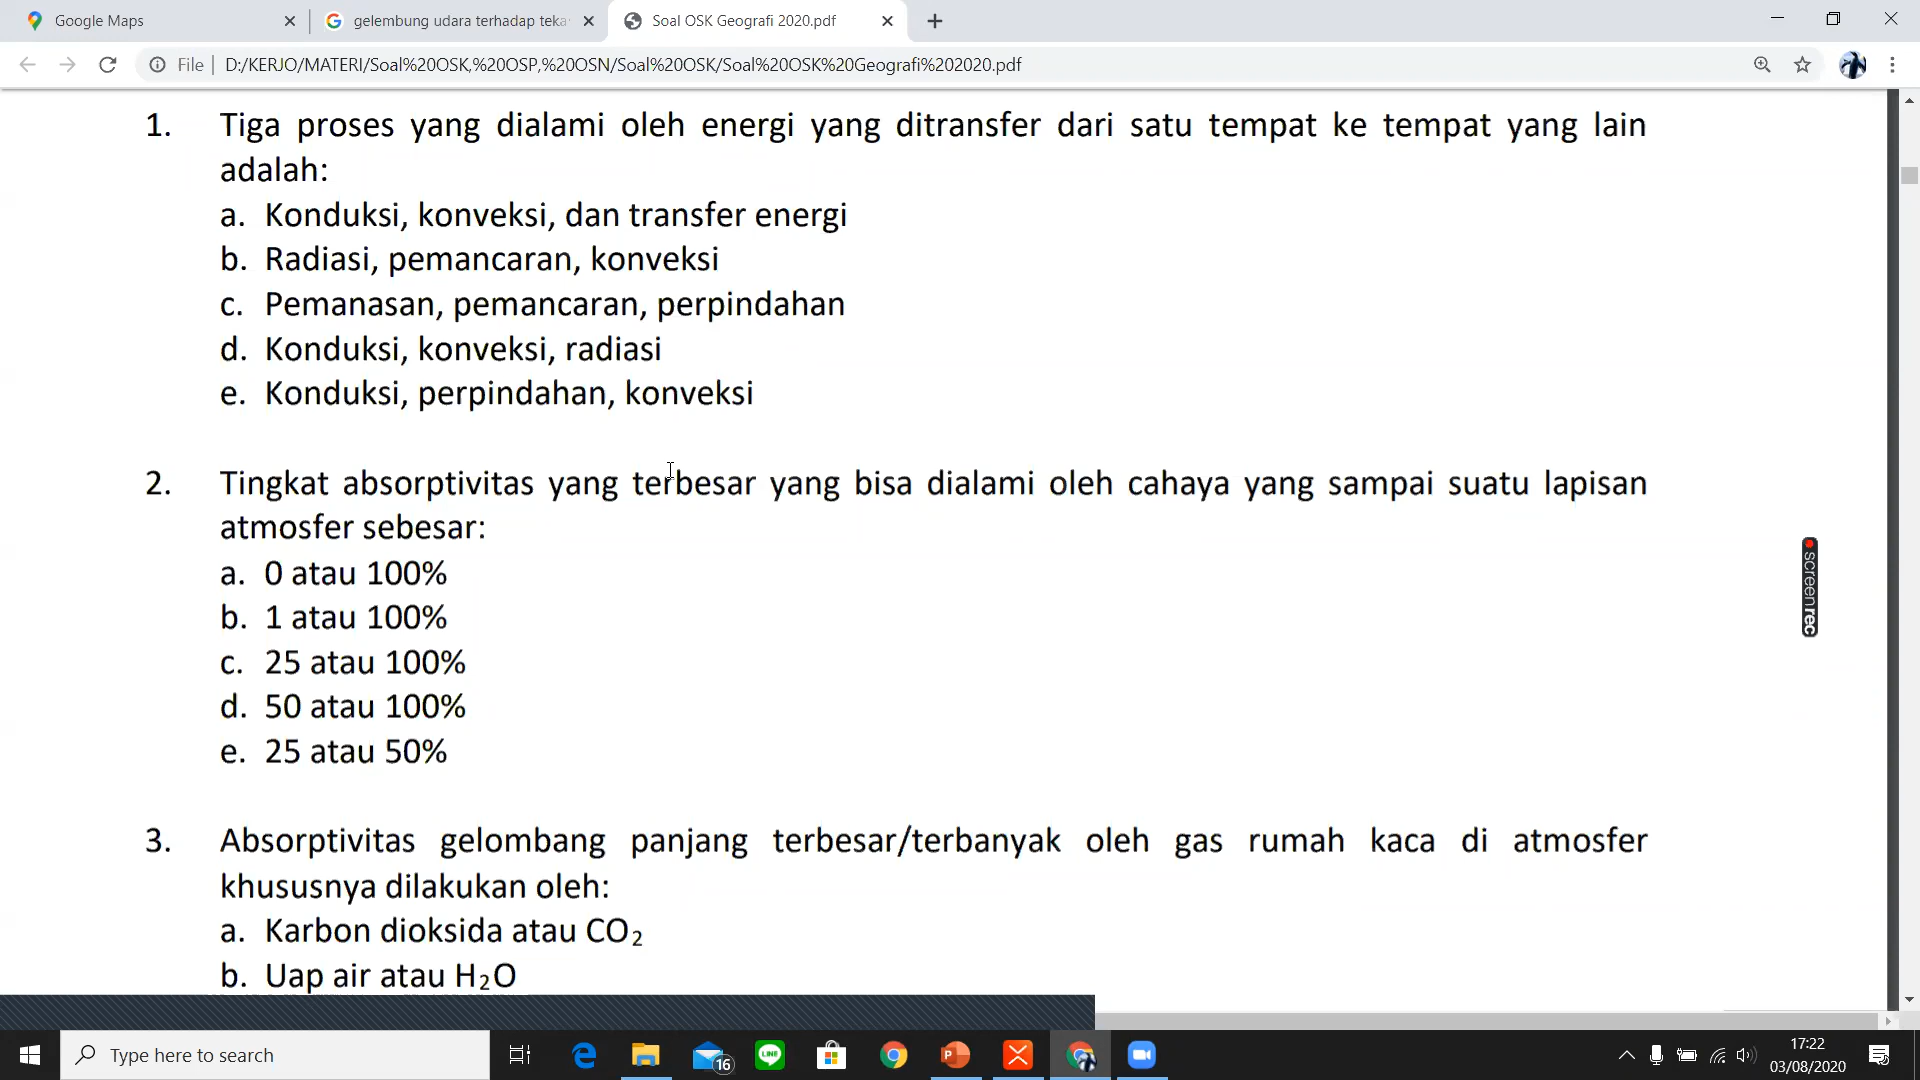 Google Maps
gelembung udara terhadap teka
Soal OSK Geografi 2020.pdf
File
D:/KERJO/MATERI/Soal%20OSK,%20OSP,%20OSN/Soal%20OSK/Soal%20OSK%20Geografi%202020.pdf
1. Tiga proses yang dialami oleh energi yang ditransfer dari satu tempat ke tempat yang lain
adalah:
a. Konduksi, konveksi, dan transfer energi
b. Radiasi, pemancaran, konveksi
c. Pemanasan, pemancaran, perpindahan
d. Konduksi, konveksi, radiasi
e. Konduksi, perpindahan, konveksi
2. Tingkat absorptivitas yang terbesar yang bisa dialami oleh cahaya yang sampai suatu lapisan
atmosfer sebesar:
a. 0 atau 100%
b. 1 atau 100%
c. 25 atau 100%
d. 50 atau 100%
e. 25 atau 50%
3. Absorptivitas gelombang panjang terbesar/terbanyak oleh gas rumah kaca di atmosfer
khususnya dilakukan oleh:
a. Karbon dioksida atau CO₂
b. Uap air atau H₂O
screenrec
Type here to search
16
LINE
17:22
03/08/2020